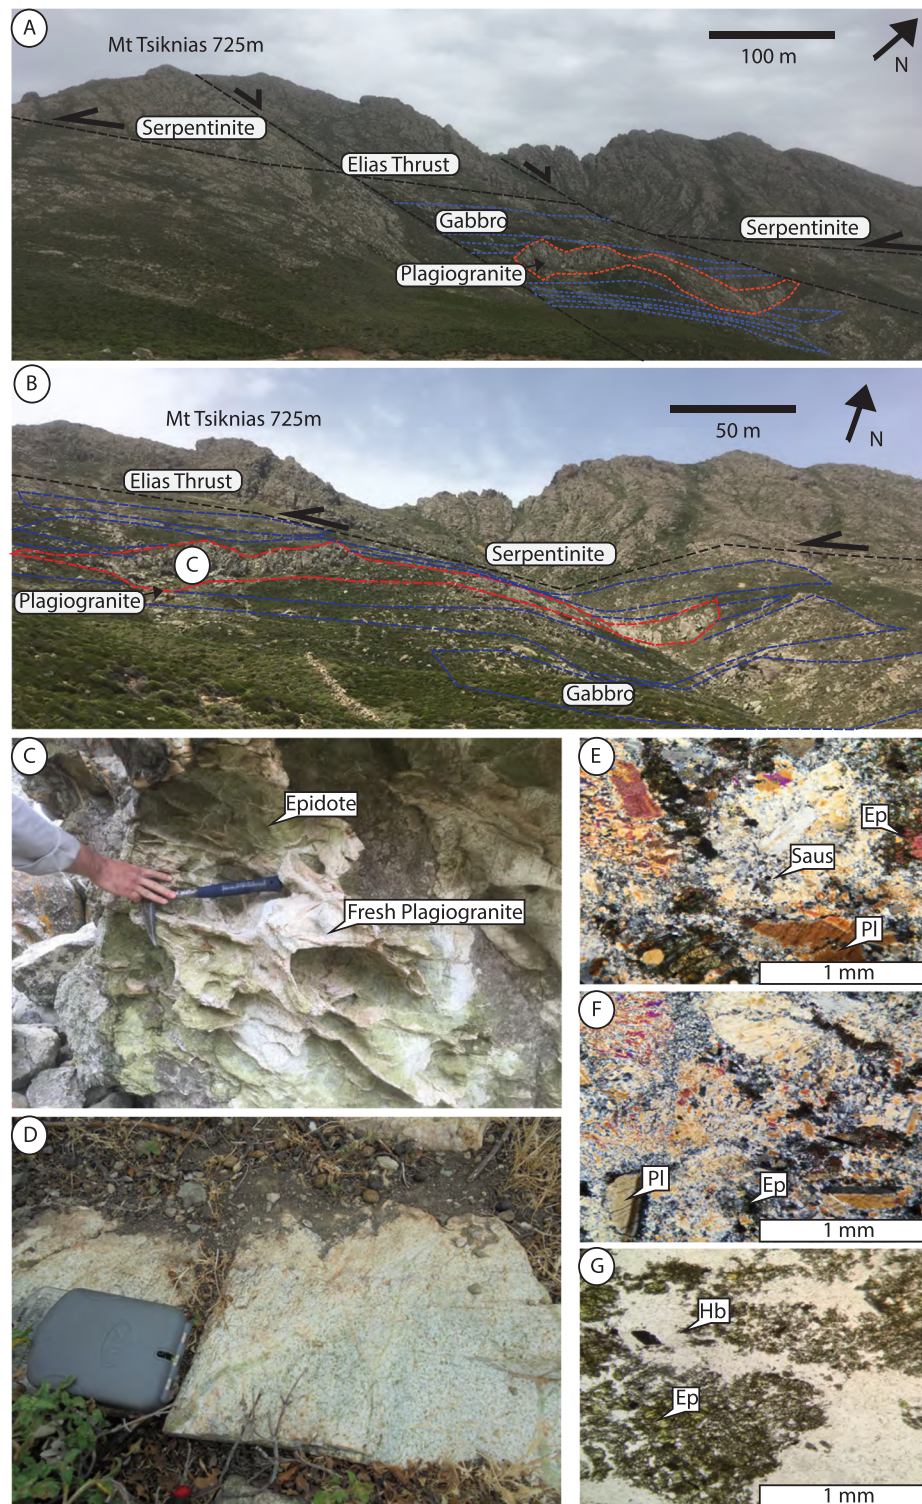 A
Mt Tsiknias 725m
100 m
N
Serpentinite
Elias Thrust
Gabbro
Serpentinite
Plagiogranite
B
Mt Tsiknias 725m
50 m
N
Elias Thrust
Serpentinite
C
Plagiogranite
Gabbro
C
Epidote
Fresh Plagiogranite
D
E
Ep
Saus
Pl
1 mm
F
Pl
Ep
1 mm
G
Hb
Ep
1 mm